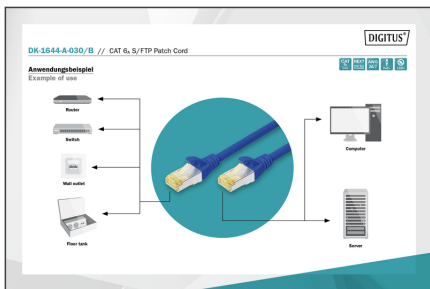 DIGITUS®
DK-1644-A-030/B // CAT 6A S/FTP Patch Cord
Anwendungsbeispiel
Example of use
Router
Switch
Wall outlet
Floor tank
Computer
Server